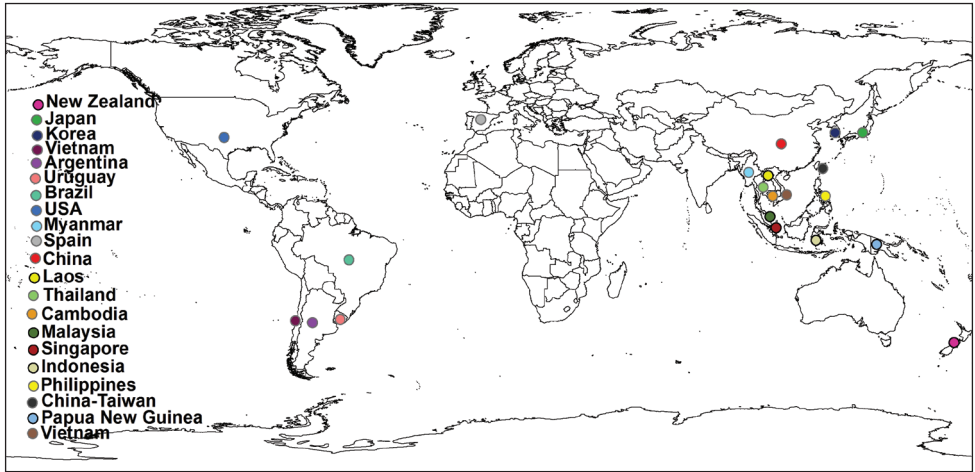 New Zealand
Japan
Korea
Vietnam
Argentina
Uruguay
Brazil
USA
Myanmar
Spain
China
Laos
Thailand
Cambodia
Malaysia
Singapore
Indonesia
Philippines
China-Taiwan
Papua New Guinea
Vietnam